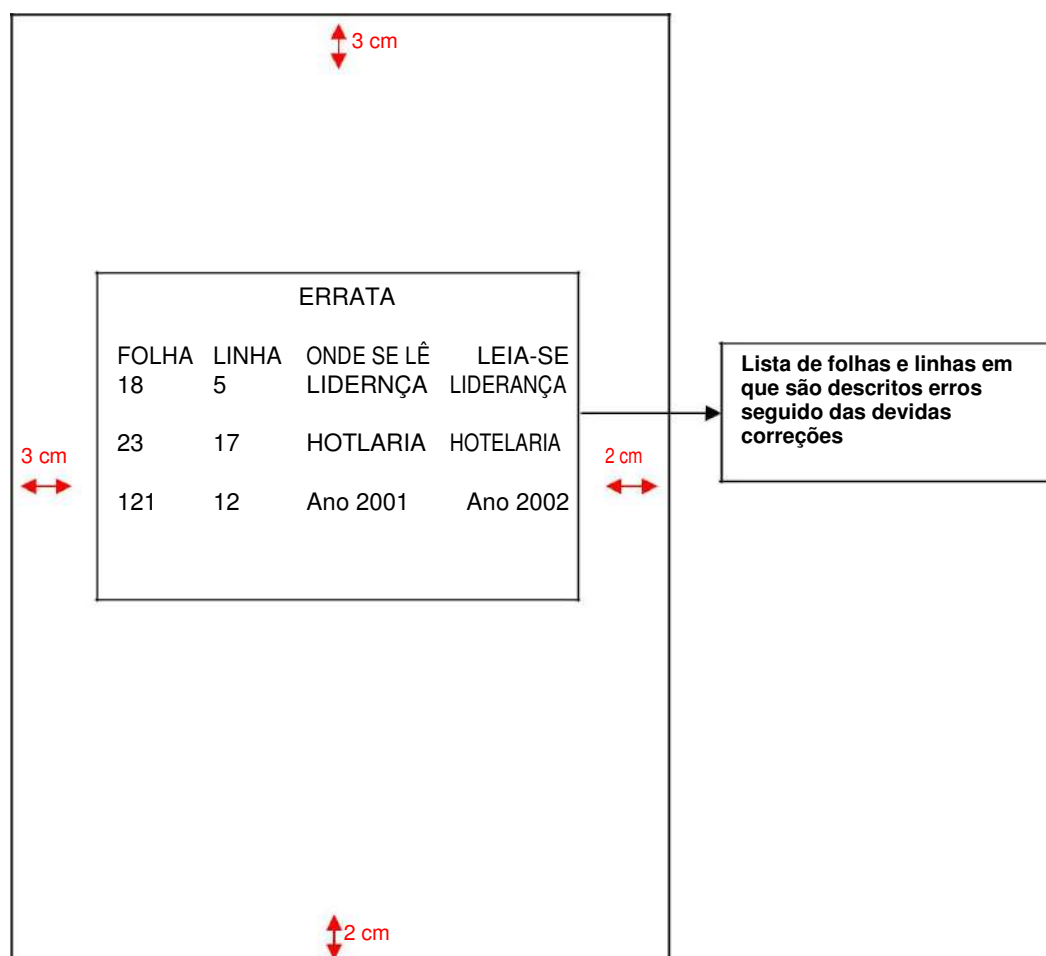 3 cm
ERRATA
FOLHA LINHA ONDE SE LÊ LEIA-SE
18 5 LIDERNÇA LIDERANÇA
23 17 HOTLARIA HOTELARIA
121 12 Ano 2001 Ano 2002
3 cm
2 cm
Lista de folhas e linhas em
que são descritos erros
seguido das devidas
correções
2 cm